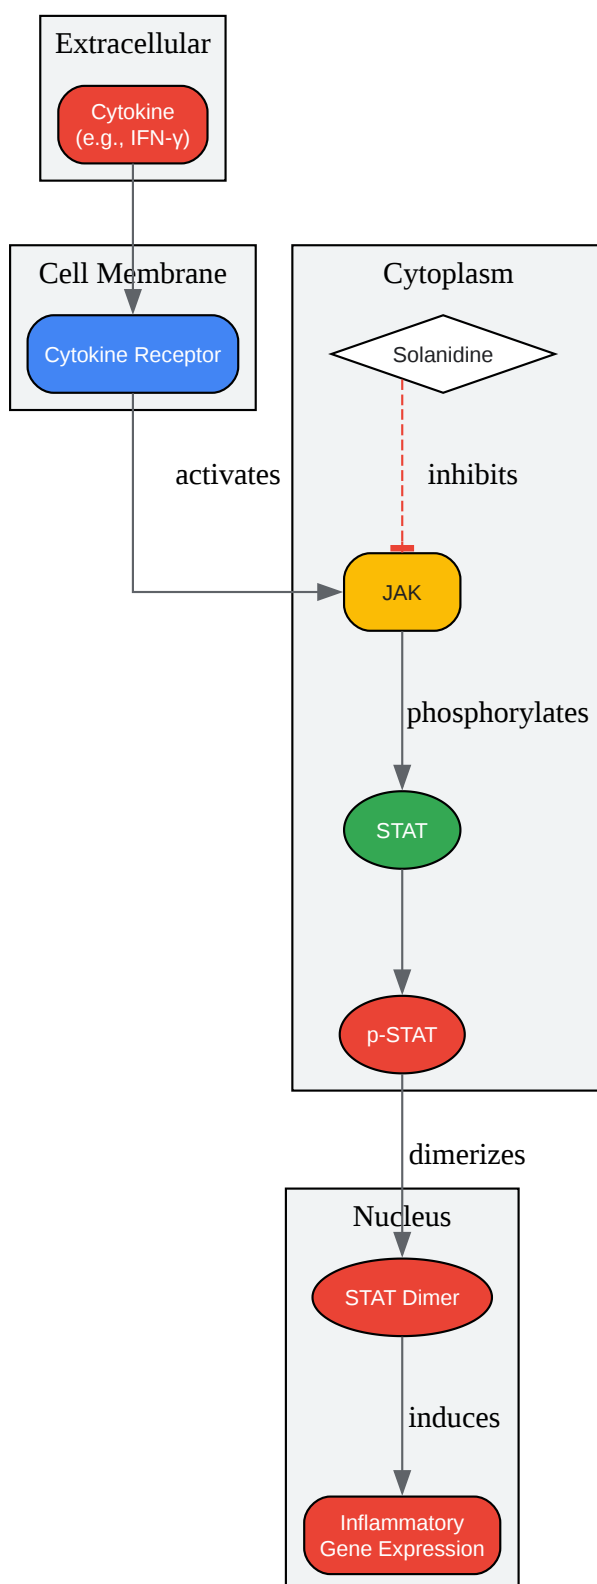 Extracellular
Cytokine
(e.g., IFN-γ)
Cell Membrane
Cytokine Receptor
Cytoplasm
Solanidine
activates
inhibits
JAK
phosphorylates
STAT
p-STAT
dimerizes
Nucleus
STAT Dimer
induces
Inflammatory
Gene Expression